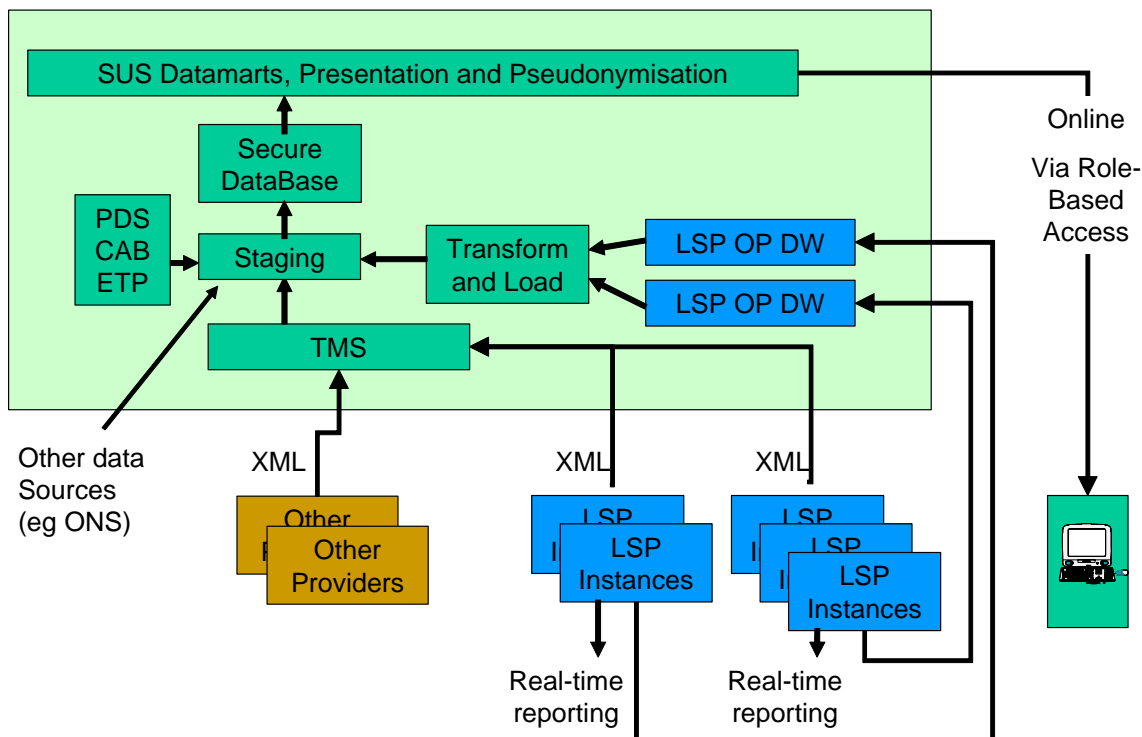 SUS Datamarts, Presentation and Pseudonymisation
Online
Via Role-
Based
Access
Secure
DataBase
PDS
CAB
ETP
Staging
Transform
and Load
LSP OP DW
LSP OP DW
TMS
Other data
Sources
(eg ONS)
XML
XML
XML
Other
Other
Providers
LSP
LSP
Instances
LSP
LSP
LSP
Instances
Real-time
reporting
Real-time
reporting